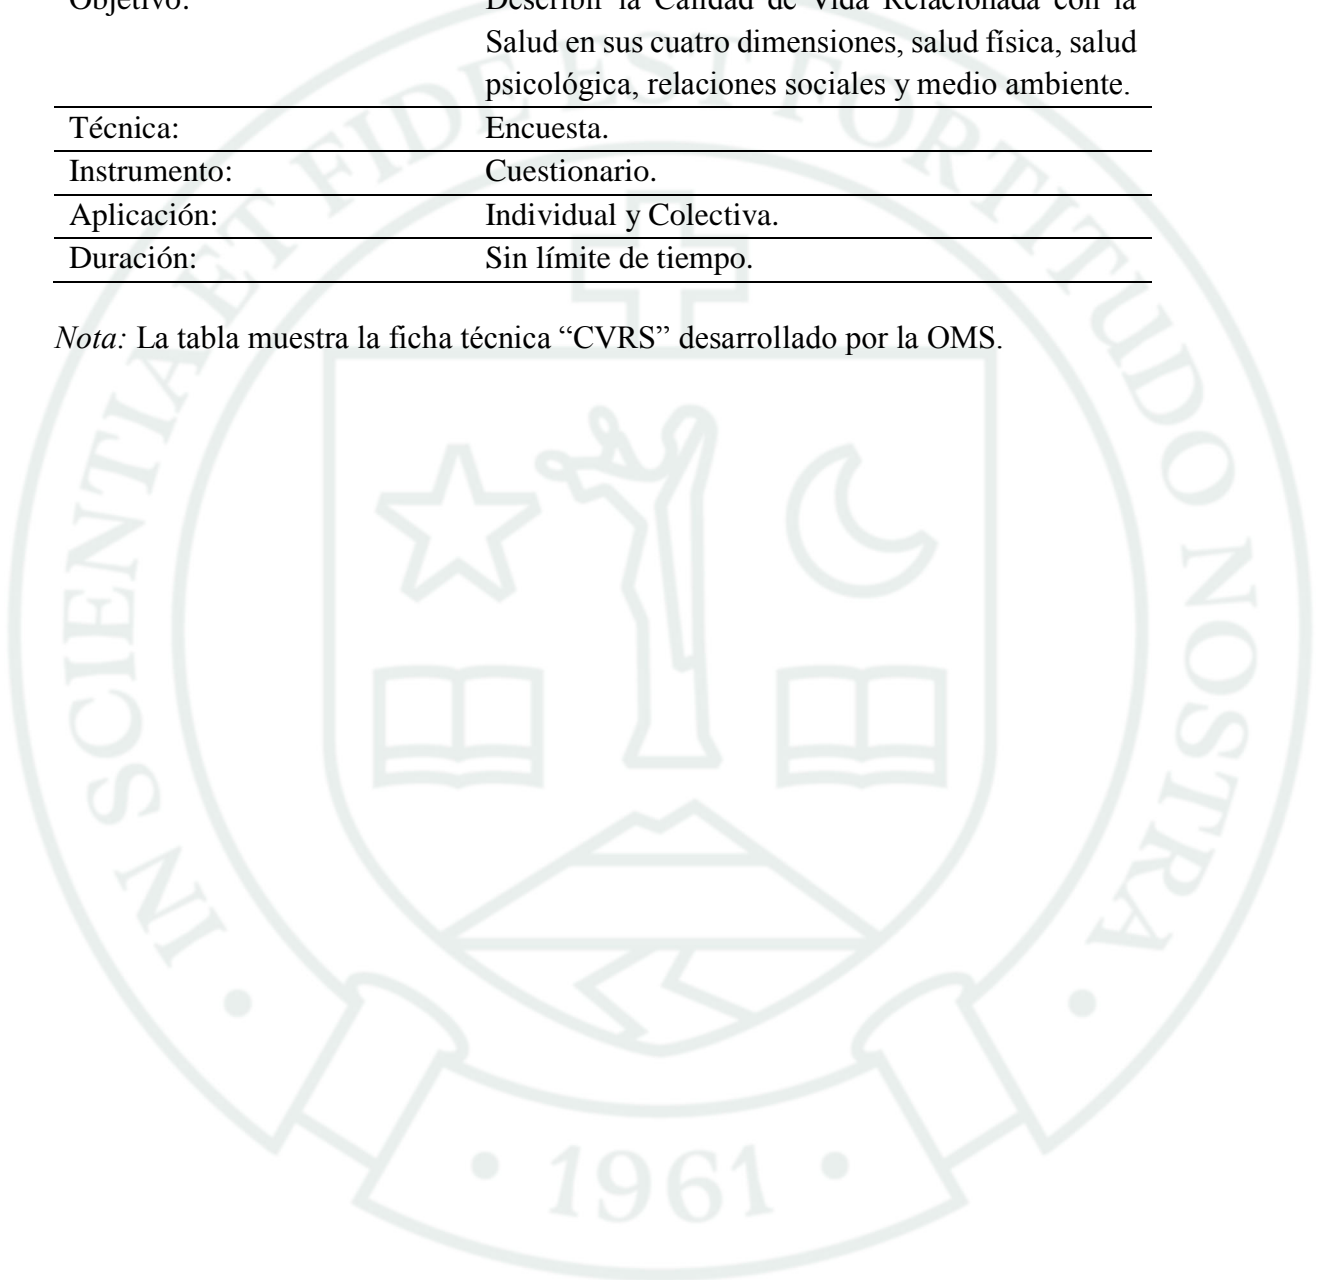 Objetivo: Describir la Calidad de Vida Relacionada con la
Salud en sus cuatro dimensiones, salud física, salud
psicológica, relaciones sociales y medio ambiente.
Técnica: Encuesta.
Instrumento: Cuestionario.
Aplicación: Individual y Colectiva.
Duración: Sin límite de tiempo.
Nota: La tabla muestra la ficha técnica “CVRS” desarrollado por la OMS.
IN SCIENTIA ET FIDE EST FORTITUDO NOSTRA
• 1961 •